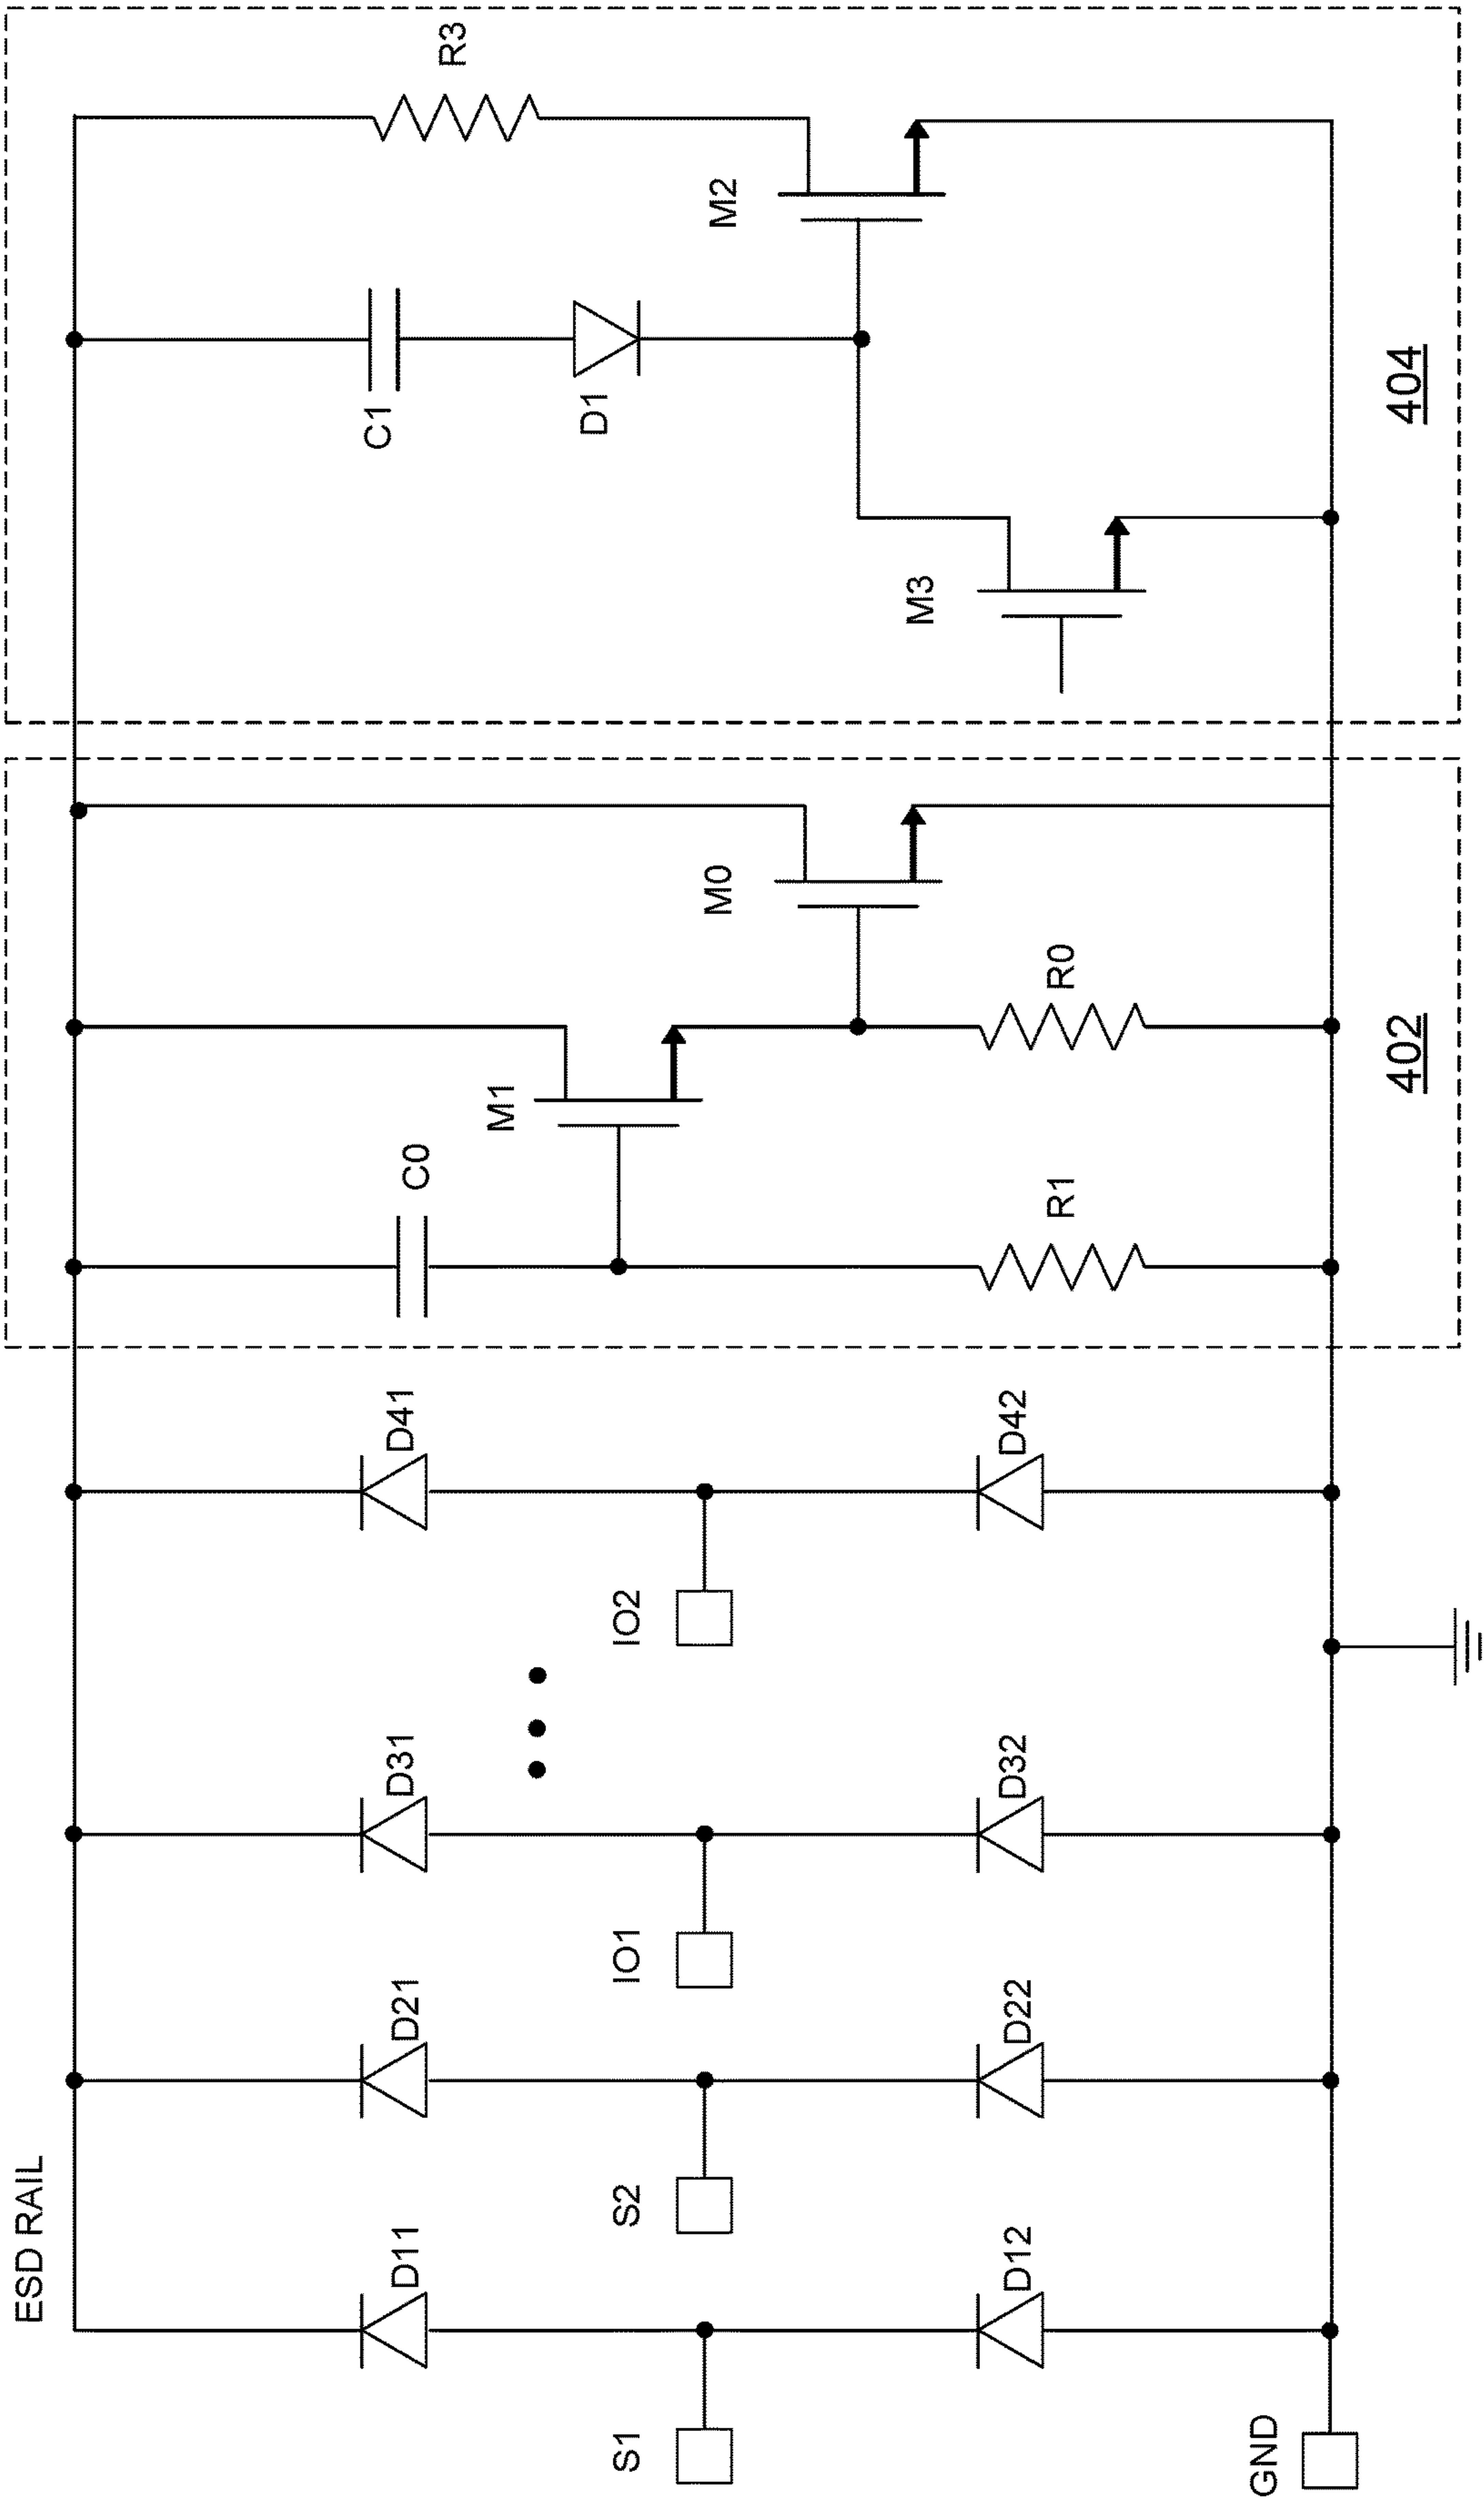 ESD RAIL
D11
D21
D31
D41
C0
M1
M0
C1
R3
D1
M2
S1
S2
IO1
IO2
D12
D22
D32
D42
R1
R0
M3
GND
402
404